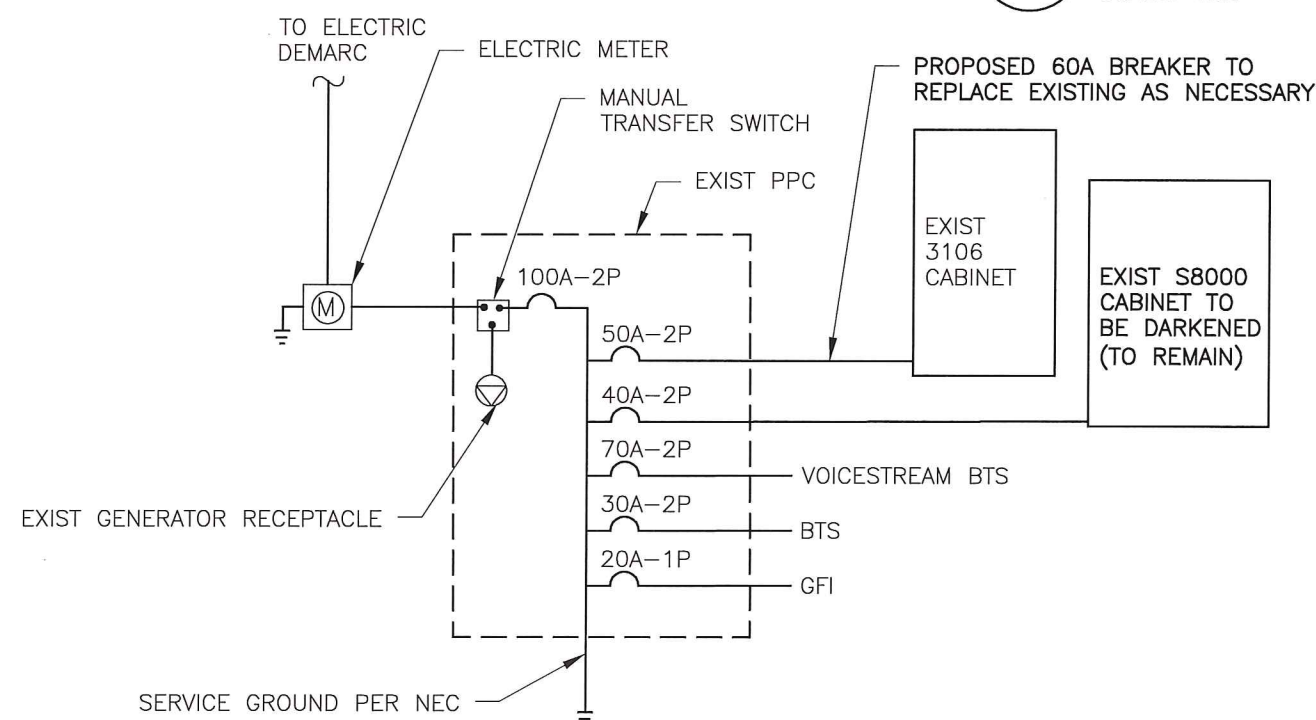 TO ELECTRIC
DEMARC
ELECTRIC METER
MANUAL
TRANSFER SWITCH
PROPOSED 60A BREAKER TO
REPLACE EXISTING AS NECESSARY
EXIST PPC
EXIST
3106
CABINET
EXIST S8000
CABINET TO
BE DARKENED
(TO REMAIN)
M
100A-2P
50A-2P
40A-2P
70A-2P
VOICESTREAM BTS
30A-2P
BTS
20A-1P
GFI
EXIST GENERATOR RECEPTACLE
SERVICE GROUND PER NEC